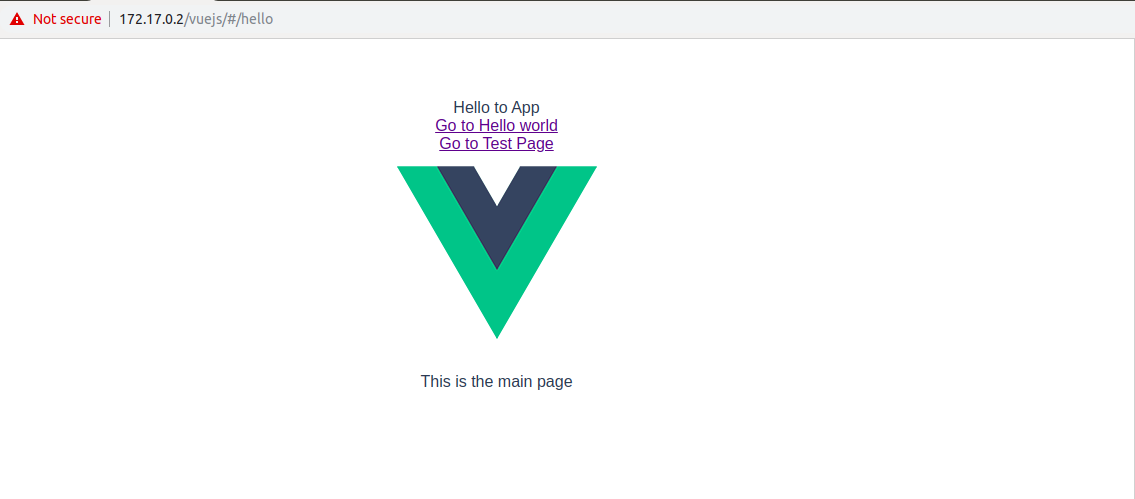 Not secure 172.17.0.2/vuejs/#/hello
Hello to App
Go to Hello world
Go to Test Page
This is the main page